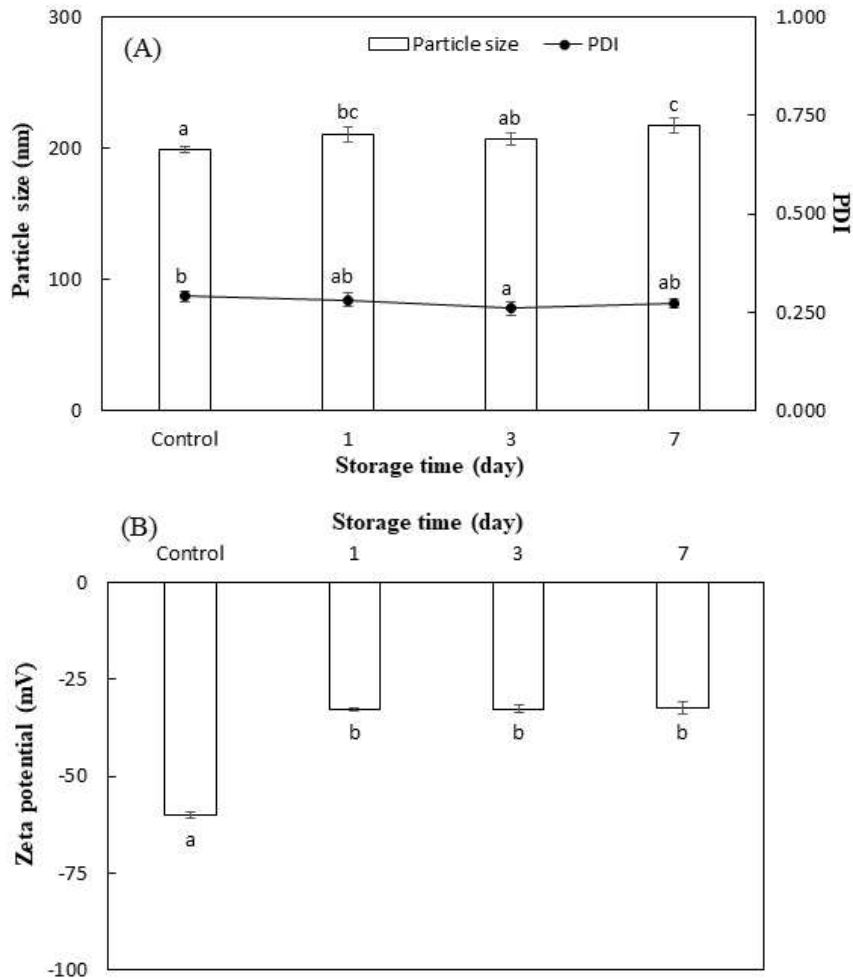 300
1.000
(A)
Particle size
PDI
a
bc
ab
c
0.750
200
Particle size (nm)
0.500
PDI
b
ab
a
ab
100
0.250
0
0.000
Control
1
3
7
Storage time (day)
(B)
Storage time (day)
Control
1
3
7
0
-25
b
b
b
Zeta potential (mV)
-50
a
-75
-100